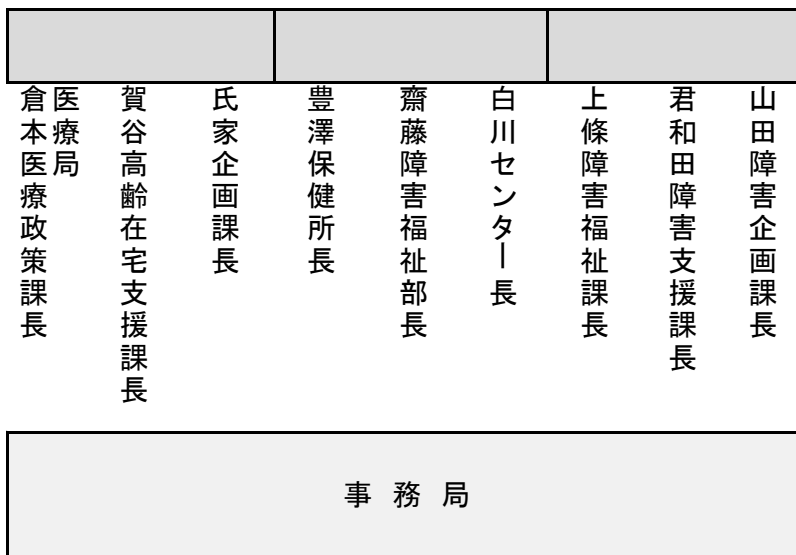 山田障害企画課長
君和田障害支援課長
上條障害福祉課長
白川センター長
齋藤障害福祉部長
豊澤保健所長
氏家企画課長
賀谷高齢在宅支援課長
医療局
倉本医療政策課長
事務局